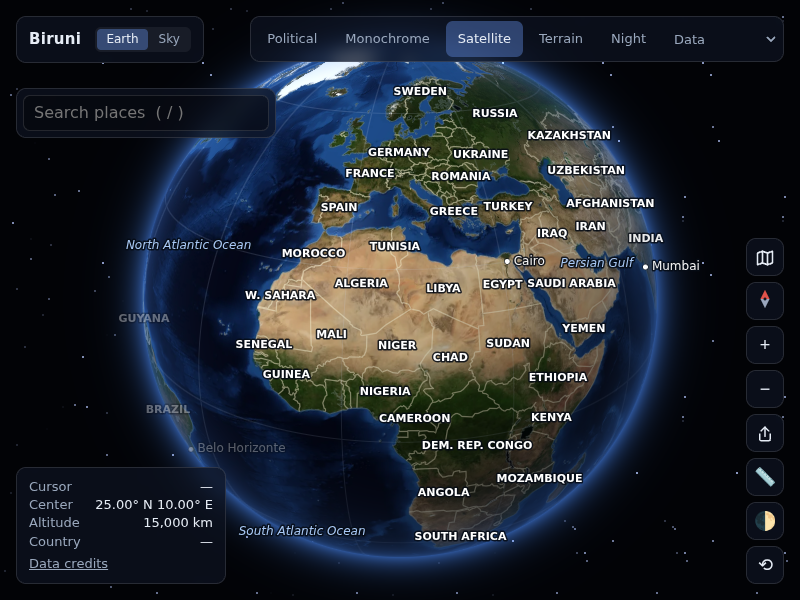 Biruni
Earth
Sky
Political
Monochrome
Satellite
Terrain
Night
Data
Search places ( / )
SWEDEN
RUSSIA
KAZAKHSTAN
GERMANY
UKRAINE
FRANCE
ROMANIA
UZBEKISTAN
SPAIN
GREECE
TURKEY
AFGHANISTAN
IRAQ
IRAN
INDIA
North Atlantic Ocean
MOROCCO
TUNISIA
Cairo
Persian Gulf
Mumbai
W. SAHARA
ALGERIA
LIBYA
EGYPT
SAUDI ARABIA
GUYANA
SENEGAL
MALI
NIGER
CHAD
SUDAN
YEMEN
GUINEA
NIGERIA
ETHIOPIA
BRAZIL
CAMEROON
KENYA
Belo Horizonte
DEM. REP. CONGO
ANGOLA
MOZAMBIQUE
South Atlantic Ocean
SOUTH AFRICA
Cursor —
Center 25.00° N 10.00° E
Altitude 15,000 km
Country —
Data credits